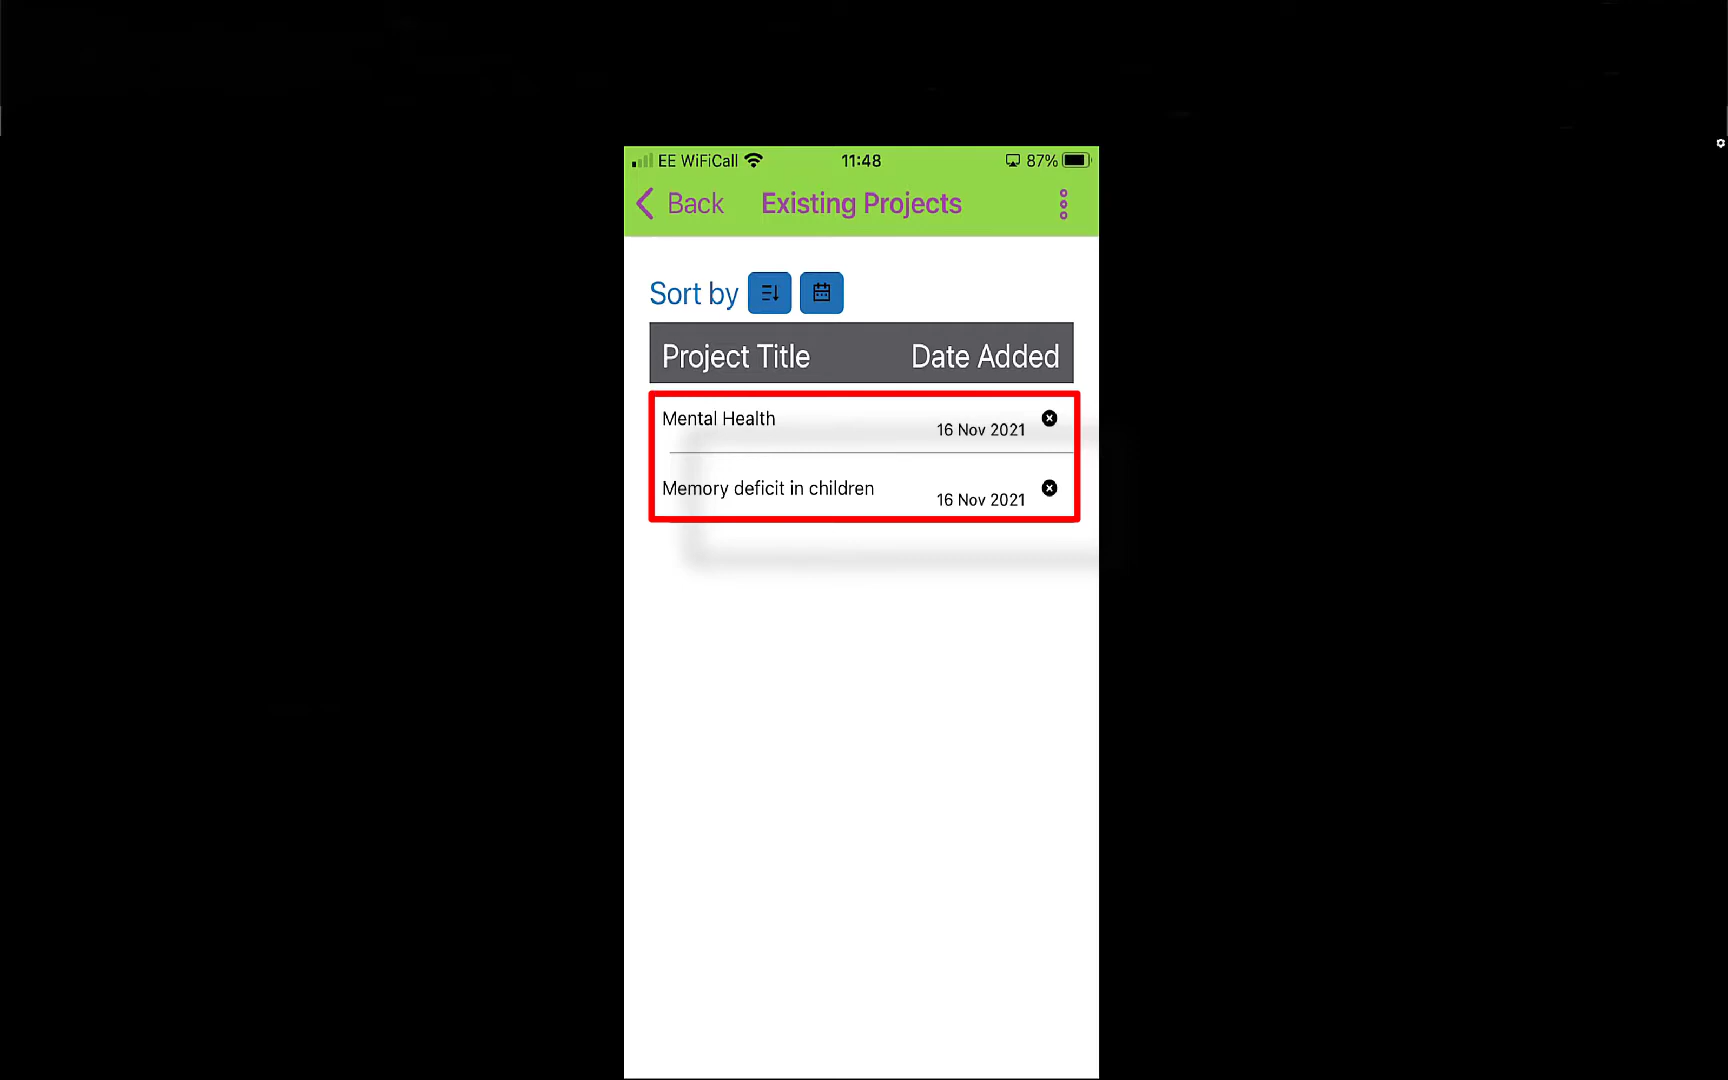 EE WiFiCall 11:48 87%
Back Existing Projects
Sort by
Project Title Date Added
Mental Health 16 Nov 2021
Memory deficit in children 16 Nov 2021